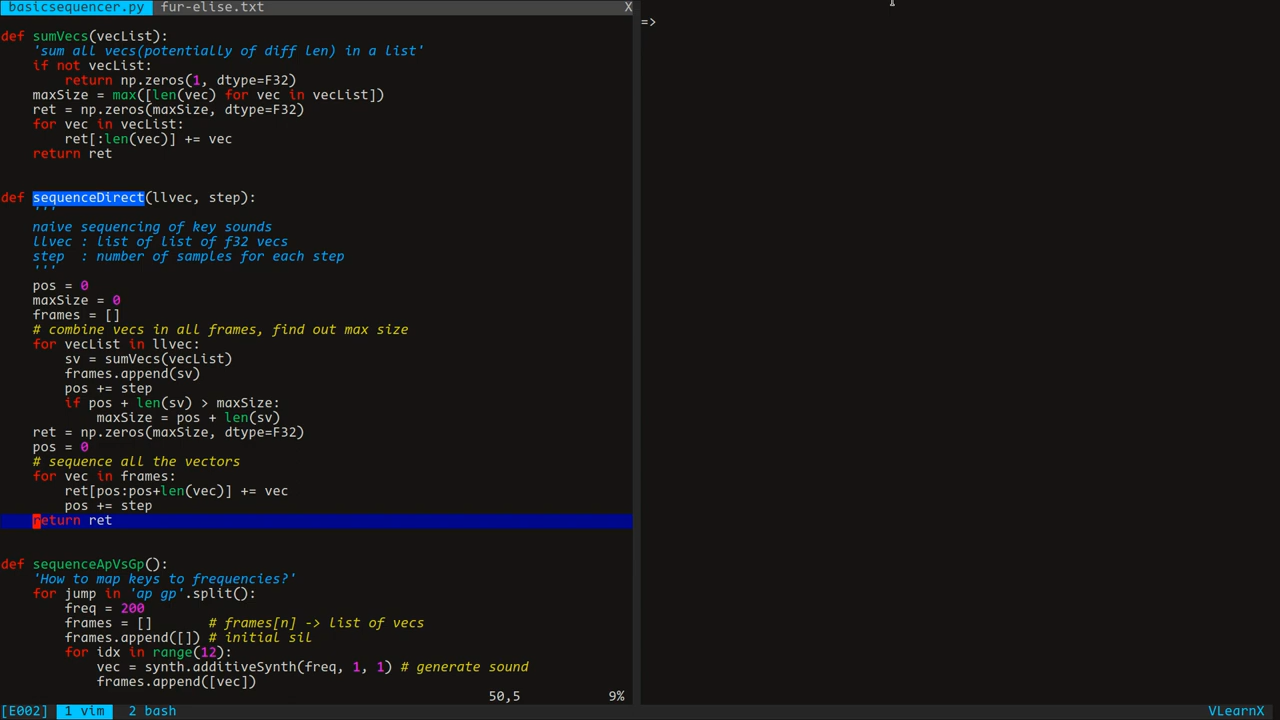 basicsequencer.py fur-elise.txt X
def sumVecs(vecList):
'sum all vecs(potentially of diff len) in a list'
if not vecList:
return np.zeros(1, dtype=F32)
maxSize = max([len(vec) for vec in vecList])
ret = np.zeros(maxSize, dtype=F32)
for vec in vecList:
ret[:len(vec)] += vec
return ret
def sequenceDirect(llvec, step):
'''
naive sequencing of key sounds
llvec : list of list of f32 vecs
step  : number of samples for each step
'''
pos = 0
maxSize = 0
frames = []
# combine vecs in all frames, find out max size
for vecList in llvec:
sv = sumVecs(vecList)
frames.append(sv)
pos += step
if pos + len(sv) > maxSize:
maxSize = pos + len(sv)
ret = np.zeros(maxSize, dtype=F32)
pos = 0
# sequence all the vectors
for vec in frames:
ret[pos:pos+len(vec)] += vec
pos += step
return ret
def sequenceApVsGp():
'How to map keys to frequencies?'
for jump in 'ap gp'.split():
freq = 200
frames = []       # frames[n] -> list of vecs
frames.append([]) # initial sil
for idx in range(12):
vec = synth.additiveSynth(freq, 1, 1) # generate sound
frames.append([vec])
50,5 9%
=>
[E002] 1 vim 2 bash VLearnX